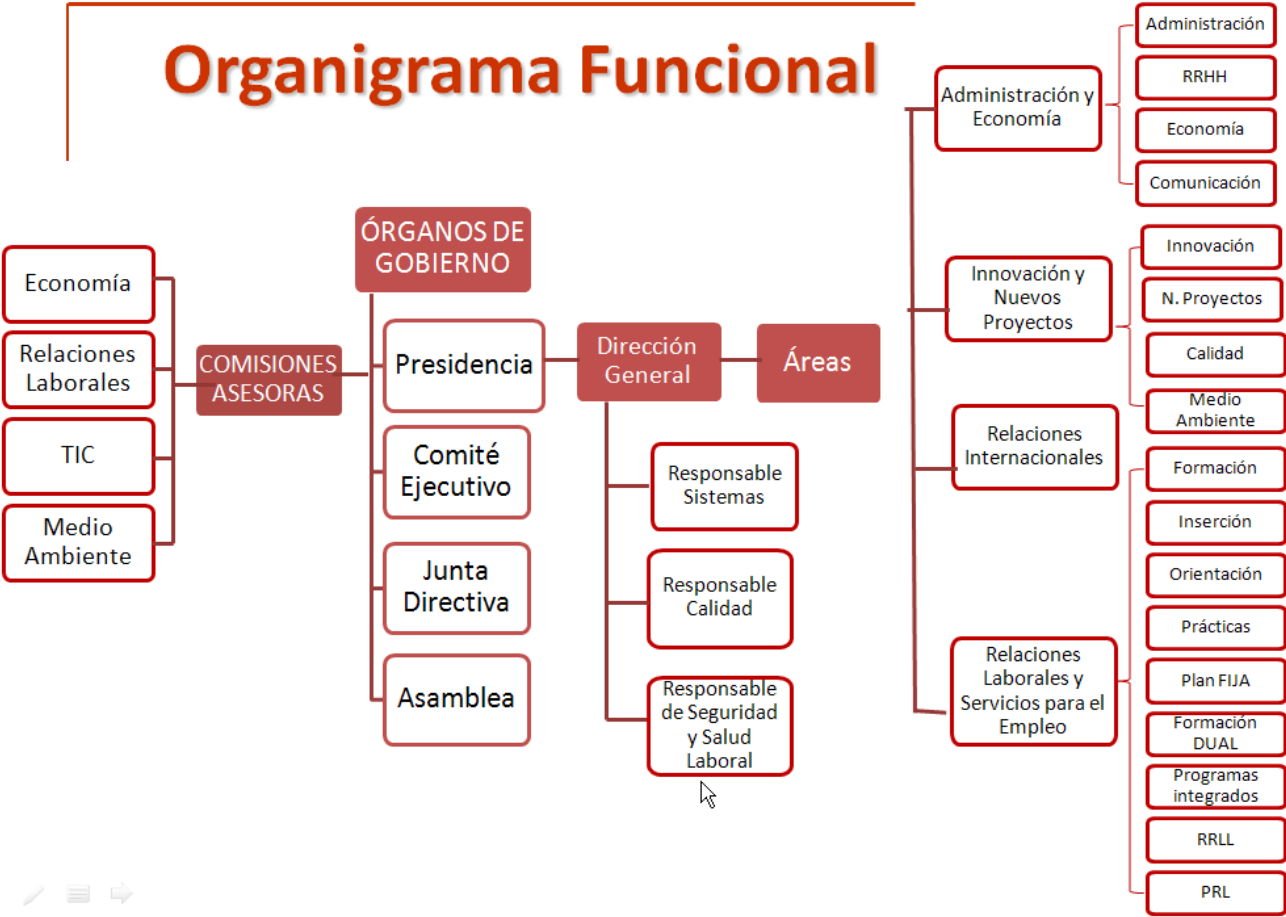 Organigrama Funcional
Economía
Relaciones
Laborales
TIC
Medio
Ambiente
COMISIONES
ASESORAS
ÓRGANOS DE
GOBIERNO
Presidencia
Comité
Ejecutivo
Junta
Directiva
Asamblea
Dirección
General
Responsable
Sistemas
Responsable
Calidad
Responsable
de Seguridad
y Salud
Laboral
Áreas
Administración y
Economía
Administración
RRHH
Economía
Comunicación
Innovación y
Nuevos
Proyectos
Innovación
N. Proyectos
Calidad
Medio
Ambiente
Relaciones
Internacionales
Relaciones
Laborales y
Servicios para el
Empleo
Formación
Inserción
Orientación
Prácticas
Plan FIJA
Formación
DUAL
Programas
integrados
RRLL
PRL